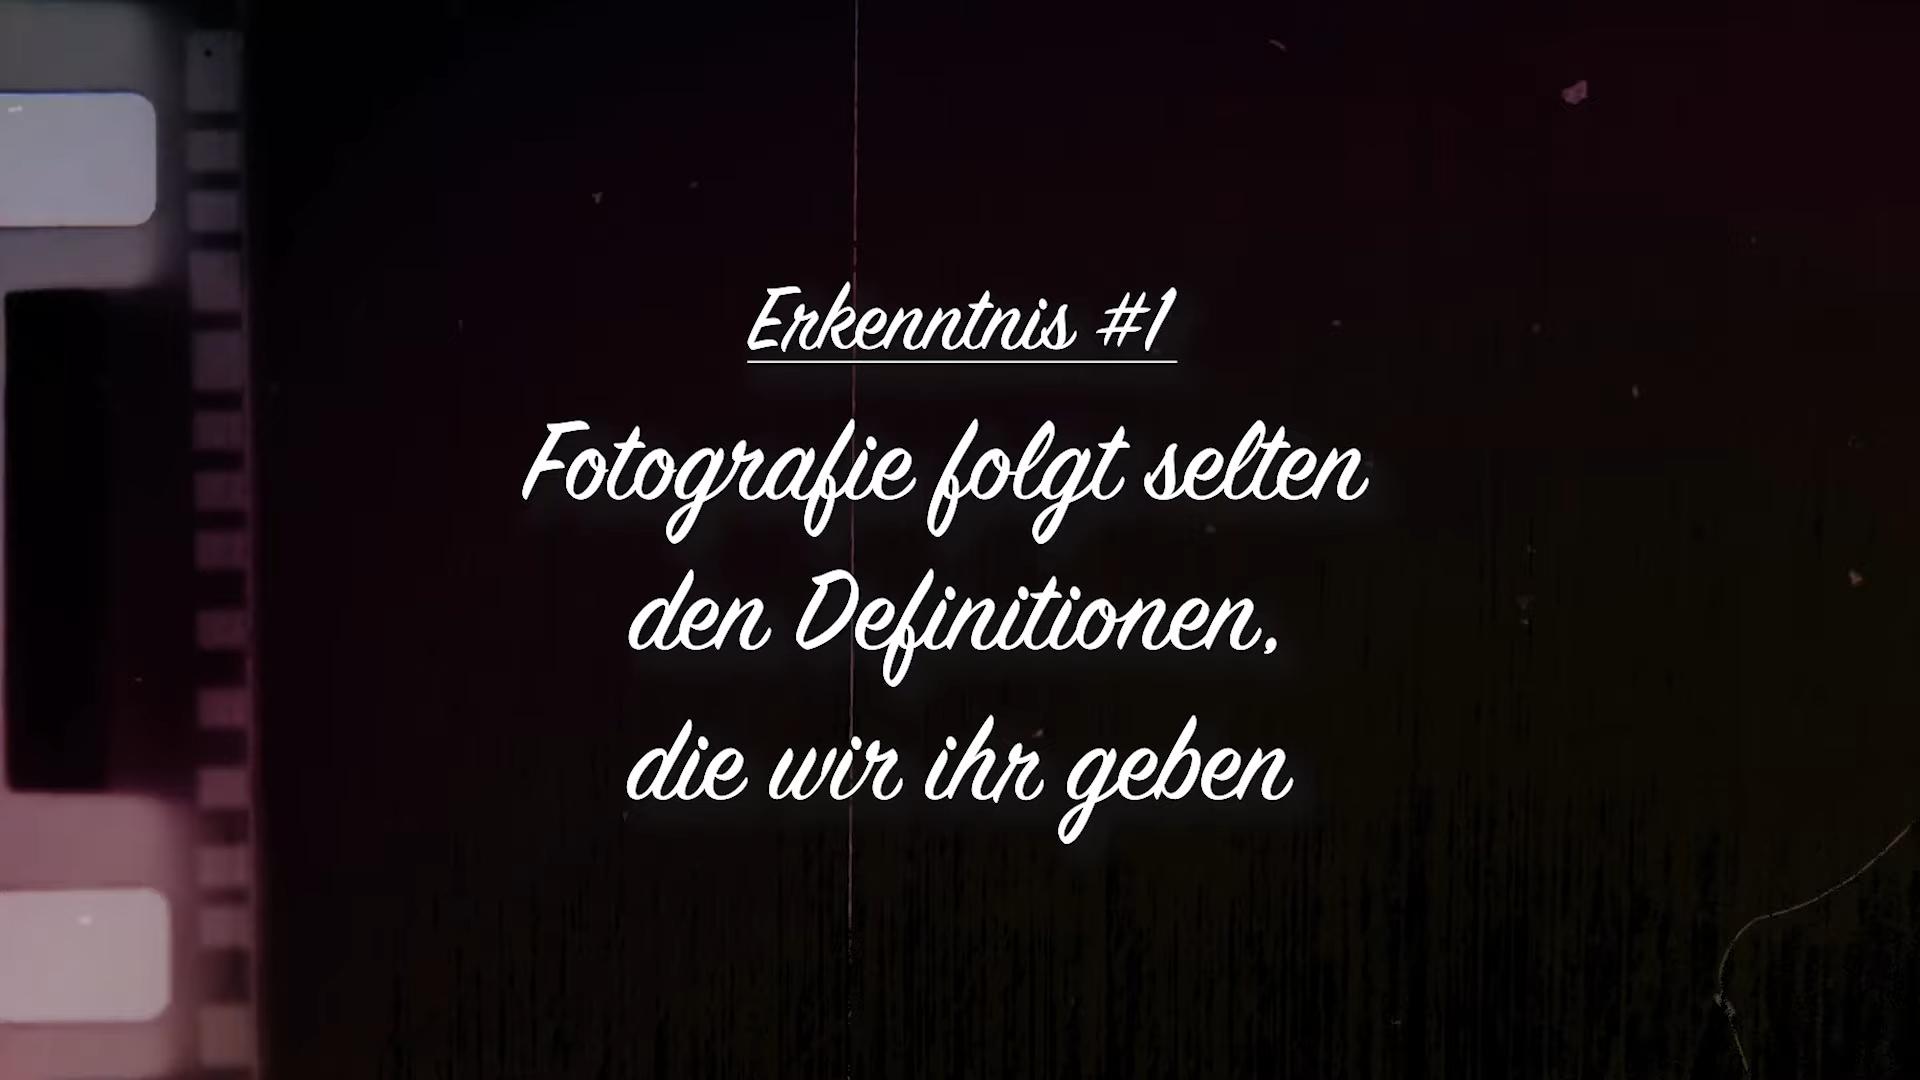 Erkenntnis #1
Fotografie folgt selten
den Definitionen,
die wir ihr geben